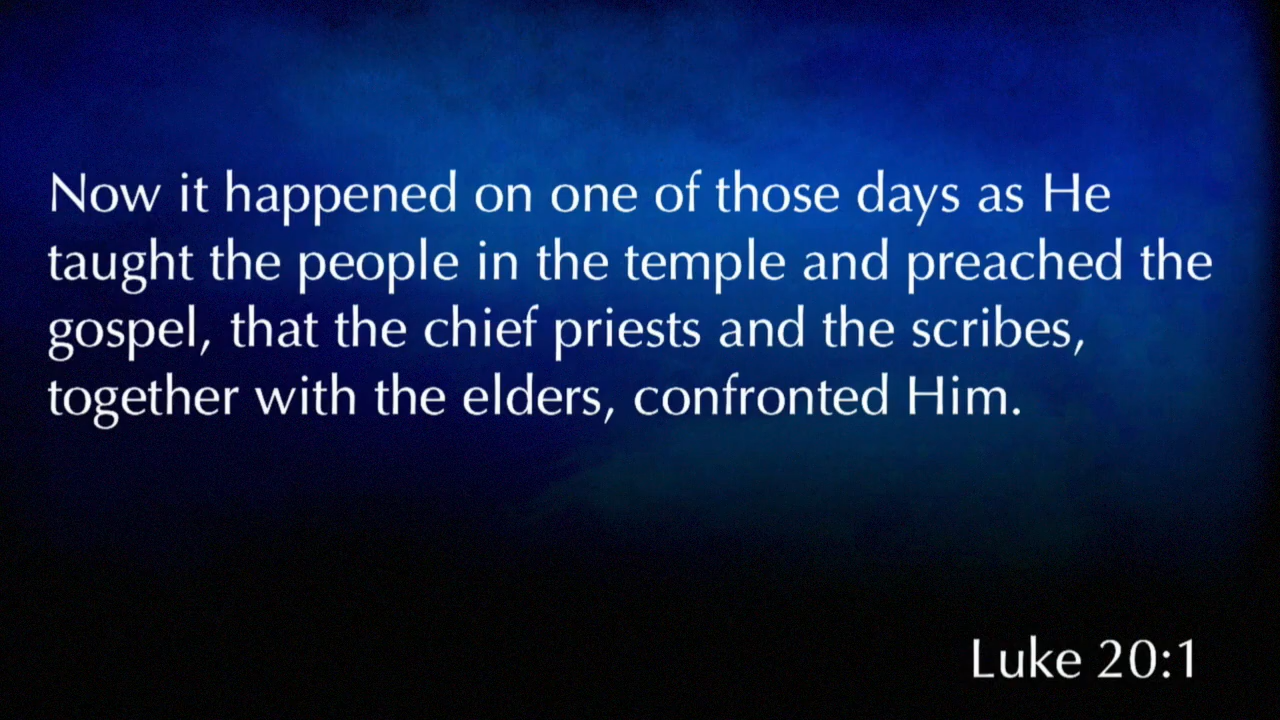 Now it happened on one of those days as He
taught the people in the temple and preached the
gospel, that the chief priests and the scribes,
together with the elders, confronted Him.
Luke 20:1